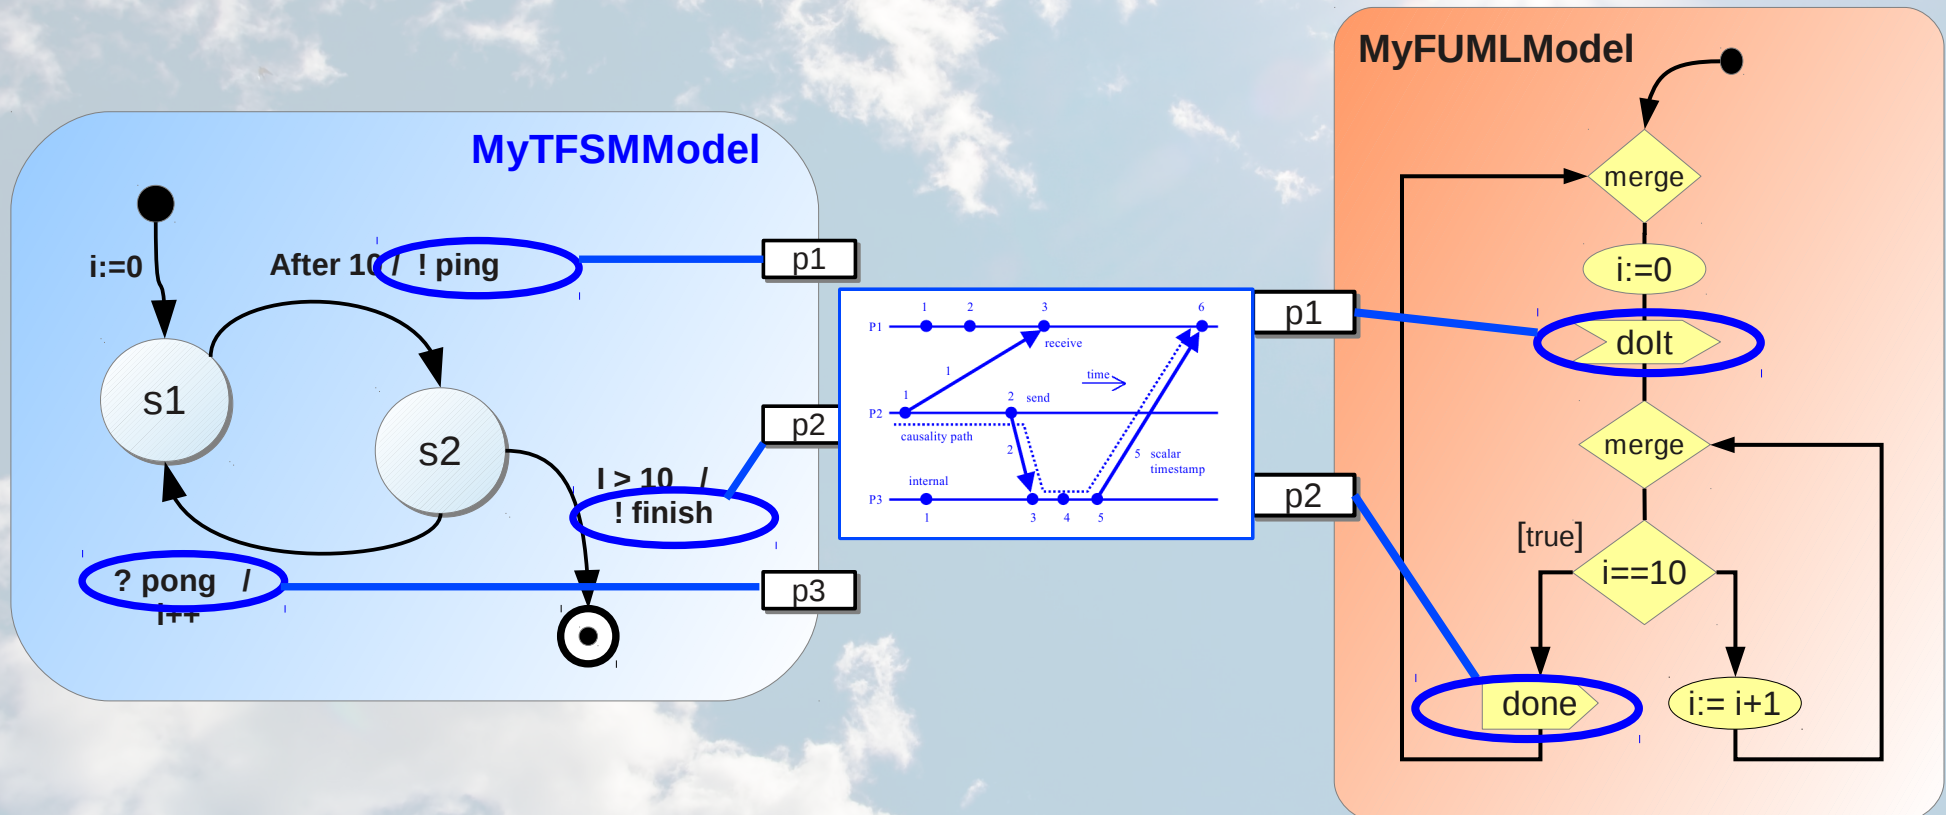 MyFUMLModel
MyTFSMModel
i:=0
After 10 / ! ping
s1
s2
I > 10 /
! finish
? pong /
i++
p1
p2
p3
1 2 3 6
P1
receive
1
time
1
2 send
P2
causality path
2
5 scalar
timestamp
internal
P3
1 3 4 5
p1
p2
merge
i:=0
doIt
merge
[true]
i==10
done
i:= i+1